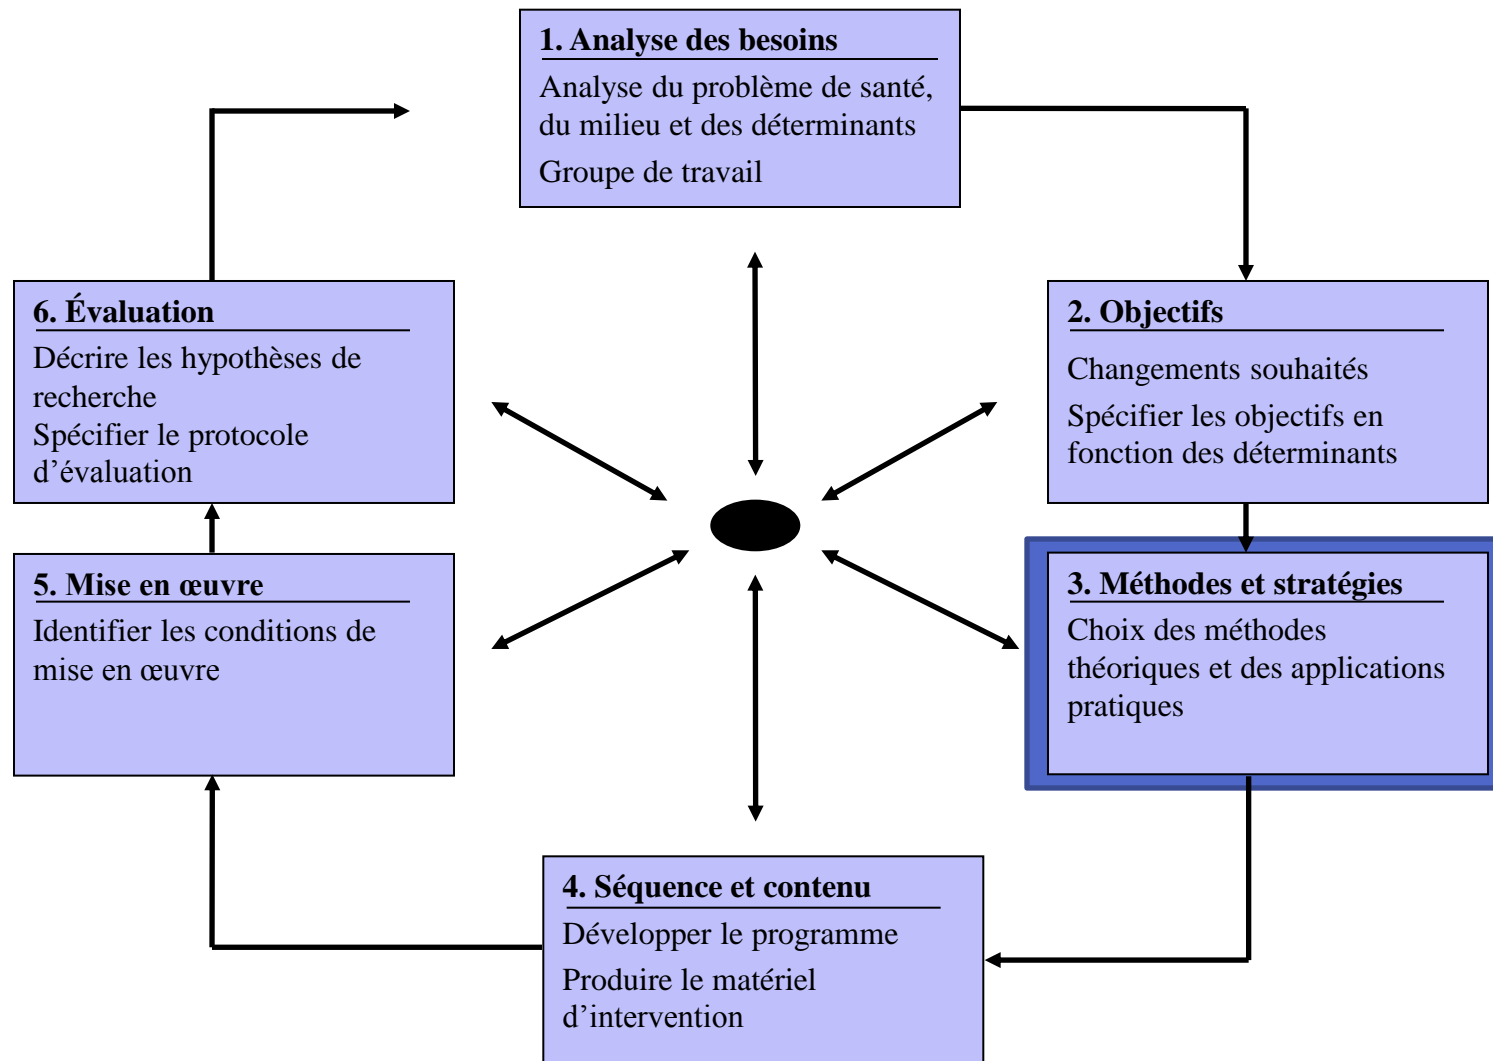 1. Analyse des besoins
Analyse du problème de santé,
du milieu et des déterminants
Groupe de travail
2. Objectifs
Changements souhaités
Spécifier les objectifs en
fonction des déterminants
3. Méthodes et stratégies
Choix des méthodes
théoriques et des applications
pratiques
4. Séquence et contenu
Développer le programme
Produire le matériel
d’intervention
5. Mise en œuvre
Identifier les conditions de
mise en œuvre
6. Évaluation
Décrire les hypothèses de
recherche
Spécifier le protocole
d’évaluation